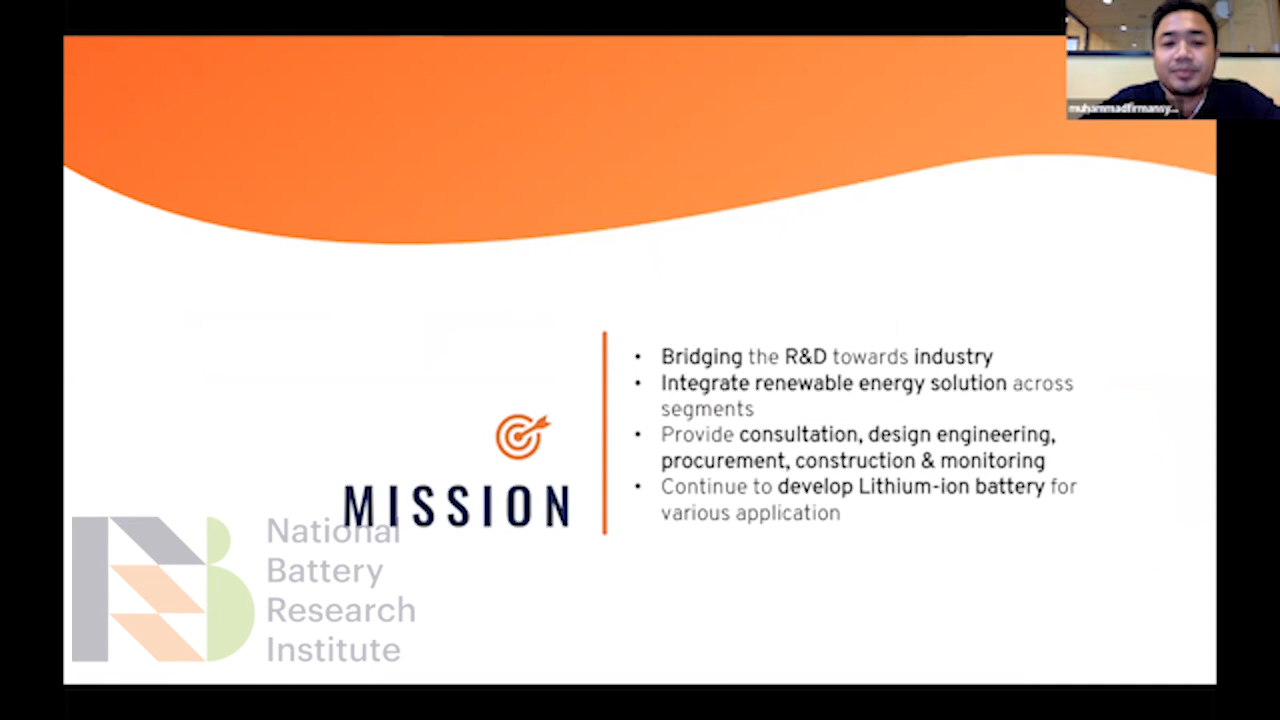 muhammadfirmansy...
• Bridging the R&D towards industry
• Integrate renewable energy solution across
segments
• Provide consultation, design engineering,
procurement, construction & monitoring
• Continue to develop Lithium-ion battery for
various application
MISSION
National
Battery
Research
Institute